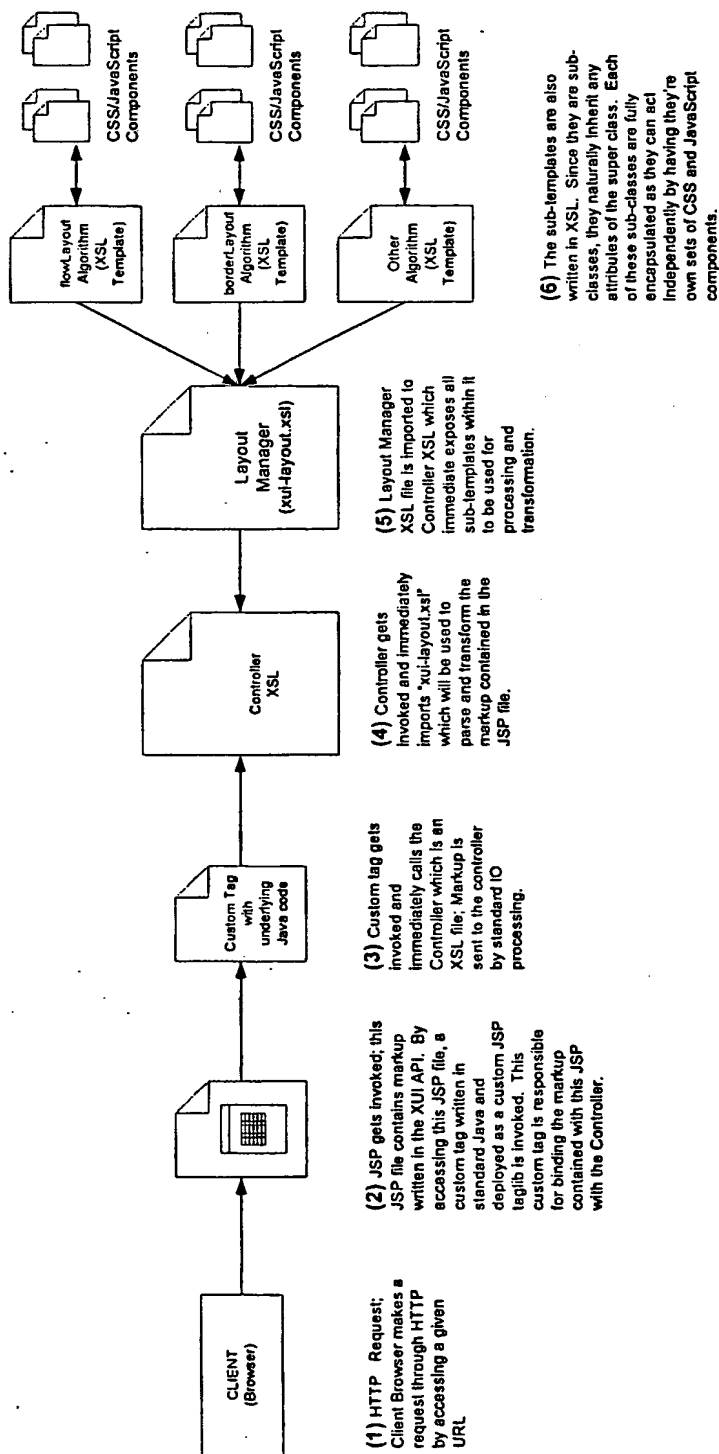 CLIENT
(Browser)
Custom Tag
with
underlying
Java code
Controller
XSL
Layout
Manager
(xui-layout.xsl)
flowLayout
Algorithm
(XSL
Template)
CSS/JavaScript
Components
borderLayout
Algorithm
(XSL
Template)
CSS/JavaScript
Components
Other
Algorithm
(XSL
Template)
CSS/JavaScript
Components
(1) HTTP Request;
Client Browser makes a
request through HTTP
by accessing a given
URL
(2) JSP gets invoked; this
JSP file contains markup
written in the XUI API. By
accessing this JSP file, a
custom tag written in
standard Java and
deployed as a custom JSP
taglib is invoked. This
custom tag is responsible
for binding the markup
contained with this JSP
with the Controller.
(3) Custom tag gets
invoked and
immediately calls the
Controller which is an
XSL file; Markup is
sent to the controller
by standard IO
processing.
(4) Controller gets
invoked and immediately
imports "xui-layout.xsl"
which will be used to
parse and transform the
markup contained in the
JSP file.
(5) Layout Manager
XSL file is imported to
Controller XSL which
immediate exposes all
sub-templates within it
to be used for
processing and
transformation.
(6) The sub-templates are also
written in XSL. Since they are sub-
classes, they naturally inherit any
attributes of the super class. Each
of these sub-classes are fully
encapsulated as they can act
independently by having they're
own sets of CSS and JavaScript
components.